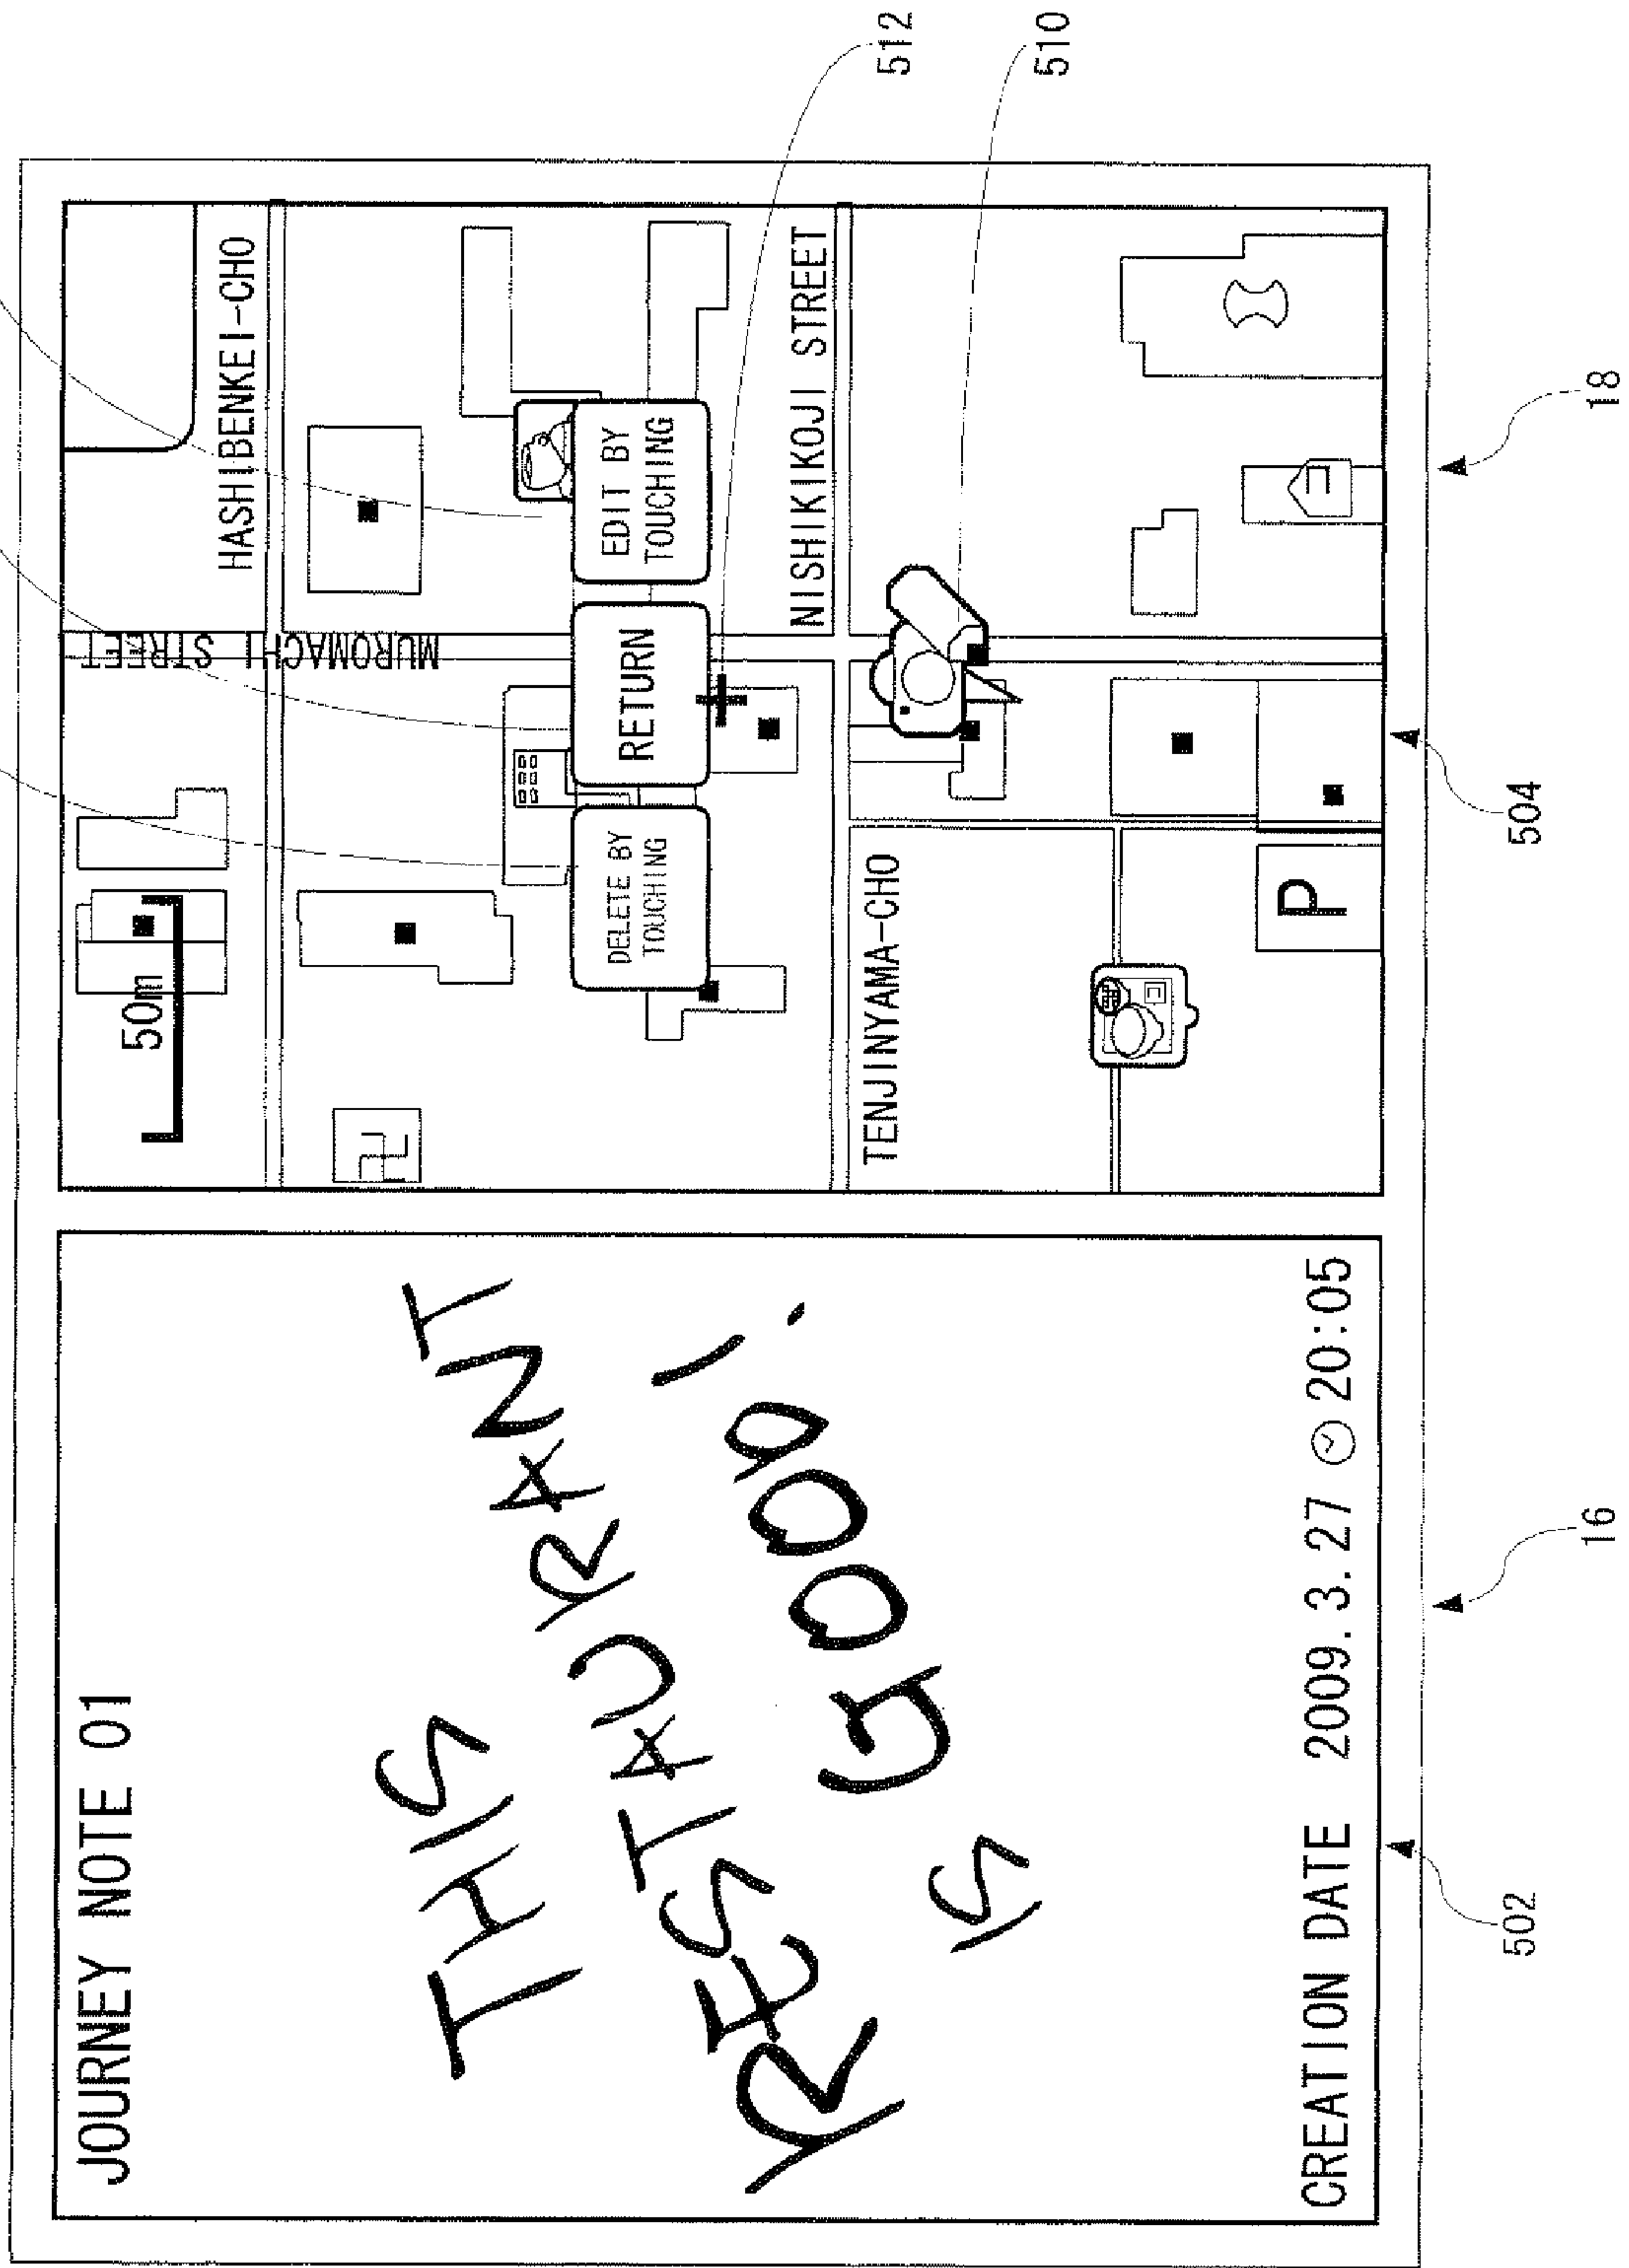 JOURNEY NOTE 01
THIS
RESTAURANT
IS GOOD!
CREATION DATE 2009. 3. 27 20:05
50m
HASHIBENKEI-CHO
MUROMACHI STREET
DELETE BY
TOUCHING
RETURN
EDIT BY
TOUCHING
NISHIKIKOJI STREET
TENJINYAMA-CHO
P
512
510
502
16
504
18